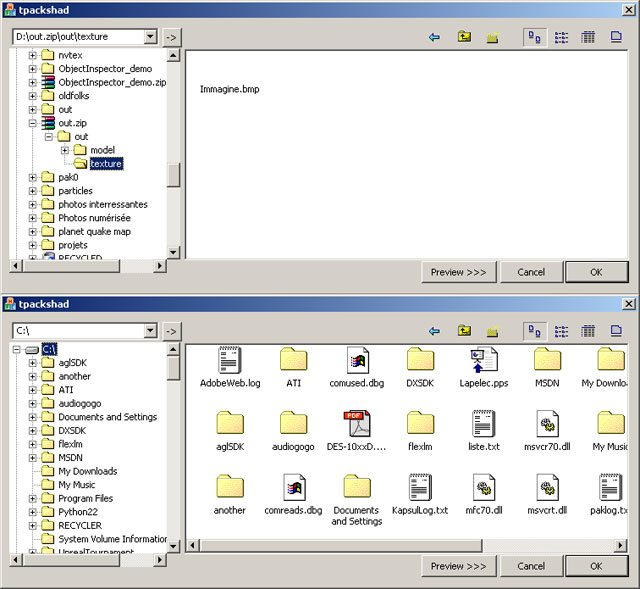 tpackshad
D:\out.zip\out\texture
->
nvtex
ObjectInspector_demo
ObjectInspector_demo.zip
oldfolks
out
out.zip
out
model
texture
pak0
particles
photos interressantes
Photos numérisée
planet quake map
projets
RECYCLED
Immagine.bmp
Preview >>>
Cancel
OK
tpackshad
C:\
->
C:\
aglSDK
another
ATI
audiogogo
Documents and Settings
DXSDK
flexlm
MSDN
My Downloads
My Music
Program Files
Python22
RECYCLER
System Volume Information
UnrealTournament
AdobeWeb.log
ATI
comused.dbg
DXSDK
Lapelec.pps
MSDN
My Downloa
aglSDK
audiogogo
DES-10xxD....
flexlm
liste.txt
msvcr70.dll
My Music
another
comreads.dbg
Documents
and Settings
KapsulLog.txt
mfc70.dll
msvcrt.dll
paklog.txt
Preview >>>
Cancel
OK